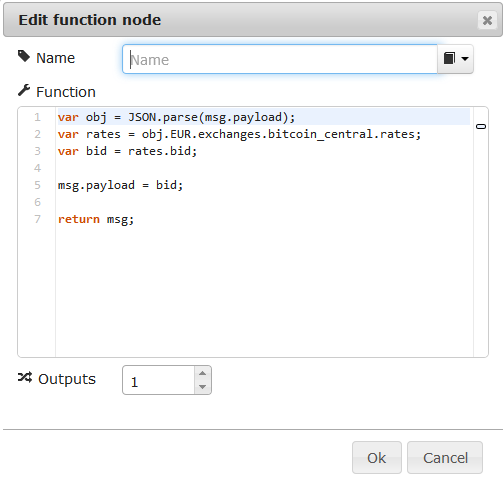 Edit function node
Name
Name
Function
1 var obj = JSON.parse(msg.payload);
2 var rates = obj.EUR.exchanges.bitcoin_central.rates;
3 var bid = rates.bid;
4
5 msg.payload = bid;
6
7 return msg;
Outputs
1
Ok
Cancel